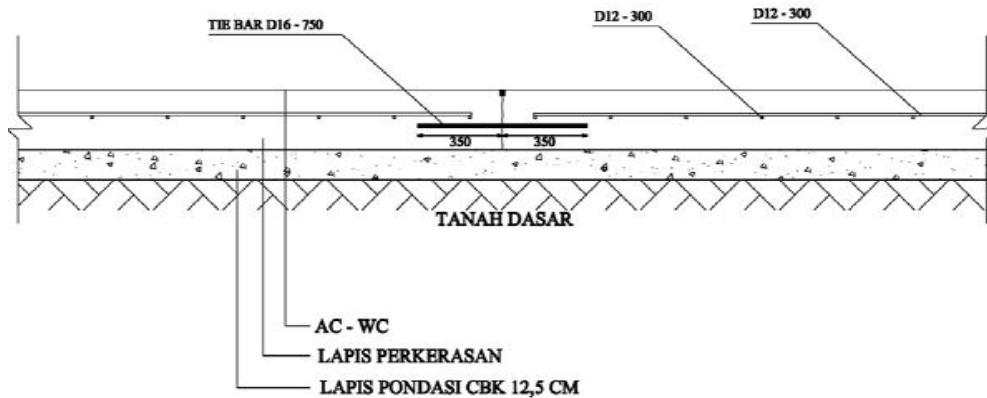 TIE BAR D16 - 750
D12 - 300
D12 - 300
350
350
TANAH DASAR
AC - WC
LAPIS PERKERASAN
LAPIS PONDASI CBK 12,5 CM